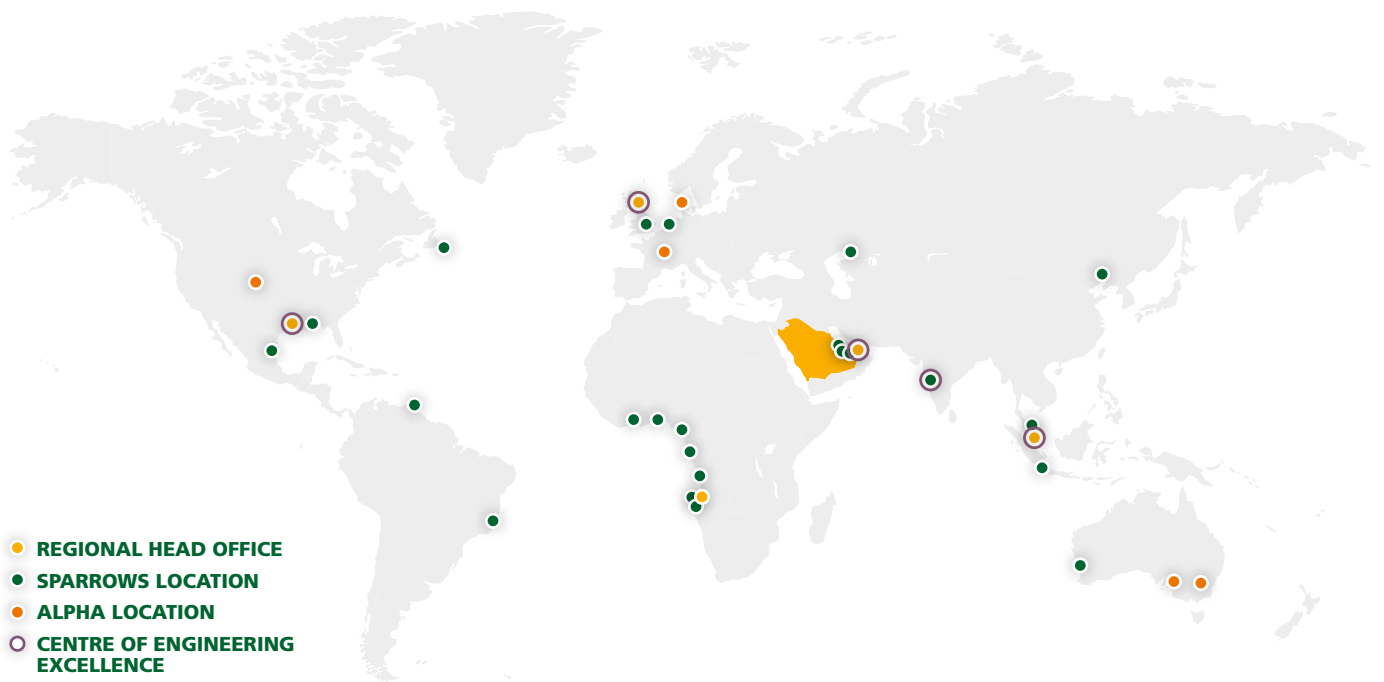 REGIONAL HEAD OFFICE
SPARROWS LOCATION
ALPHA LOCATION
CENTRE OF ENGINEERING
EXCELLENCE